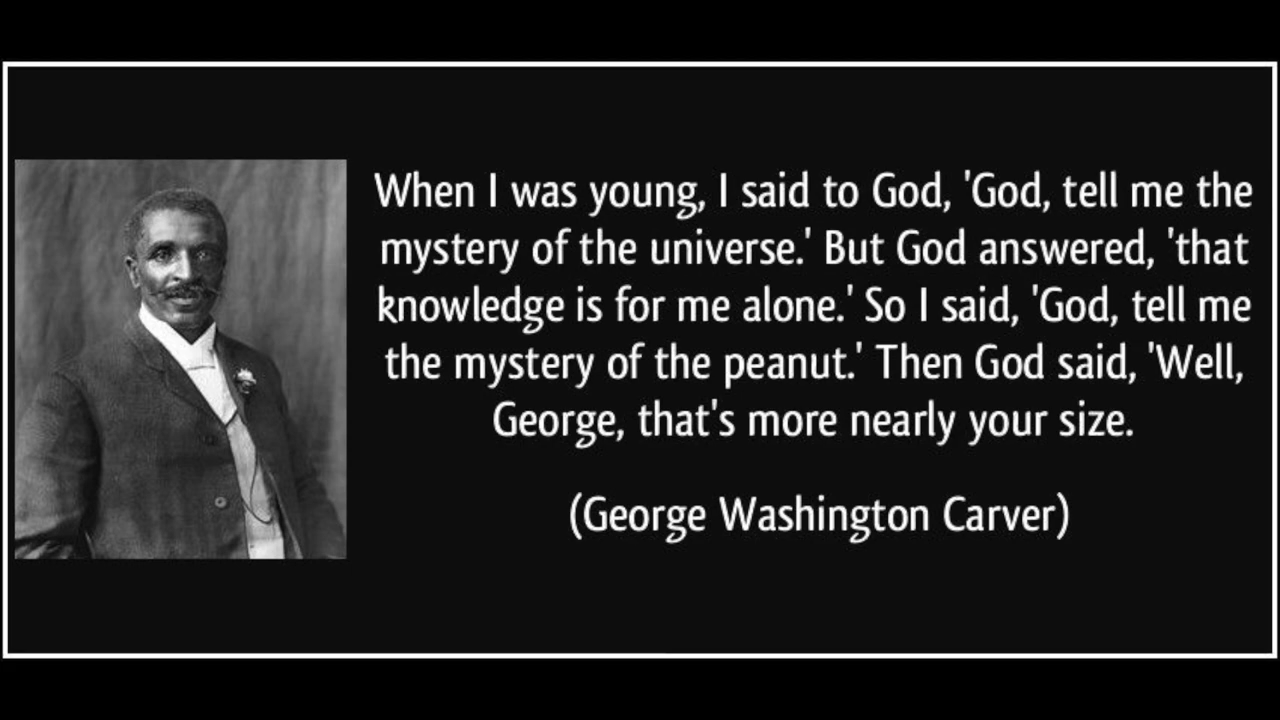 When I was young, I said to God, 'God, tell me the
mystery of the universe.' But God answered, 'that
knowledge is for me alone.' So I said, 'God, tell me
the mystery of the peanut.' Then God said, 'Well,
George, that's more nearly your size.
(George Washington Carver)